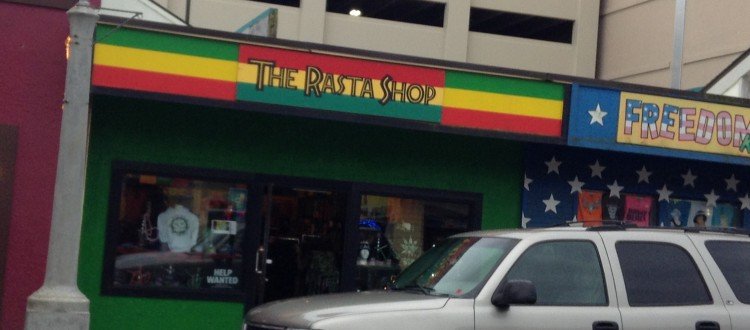 THE RASTA SHOP
FREEDOM
HELP
WANTED